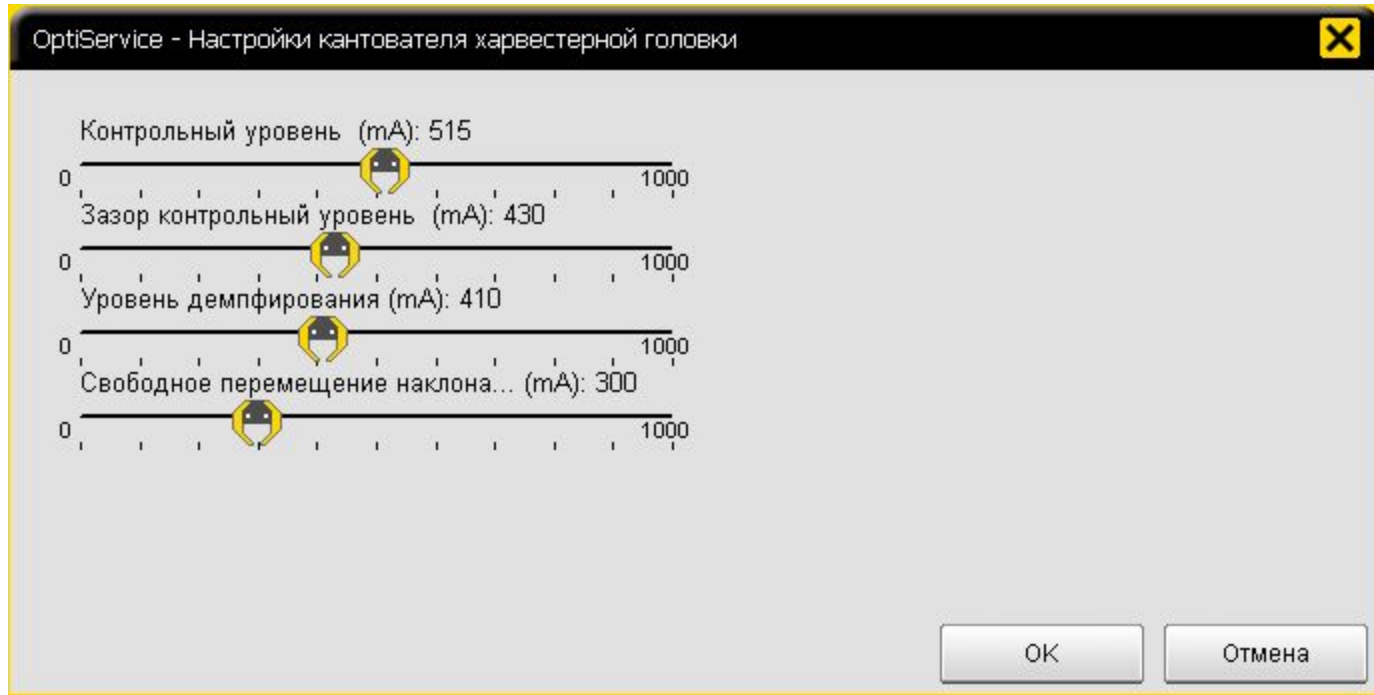 OptiService - Настройки кантователя харвестерной головки
Контрольный уровень (mA): 515
0 1000
Зазор контрольный уровень (mA): 430
0 1000
Уровень демпфирования (mA): 410
0 1000
Свободное перемещение наклона... (mA): 300
0 1000
OK Отмена